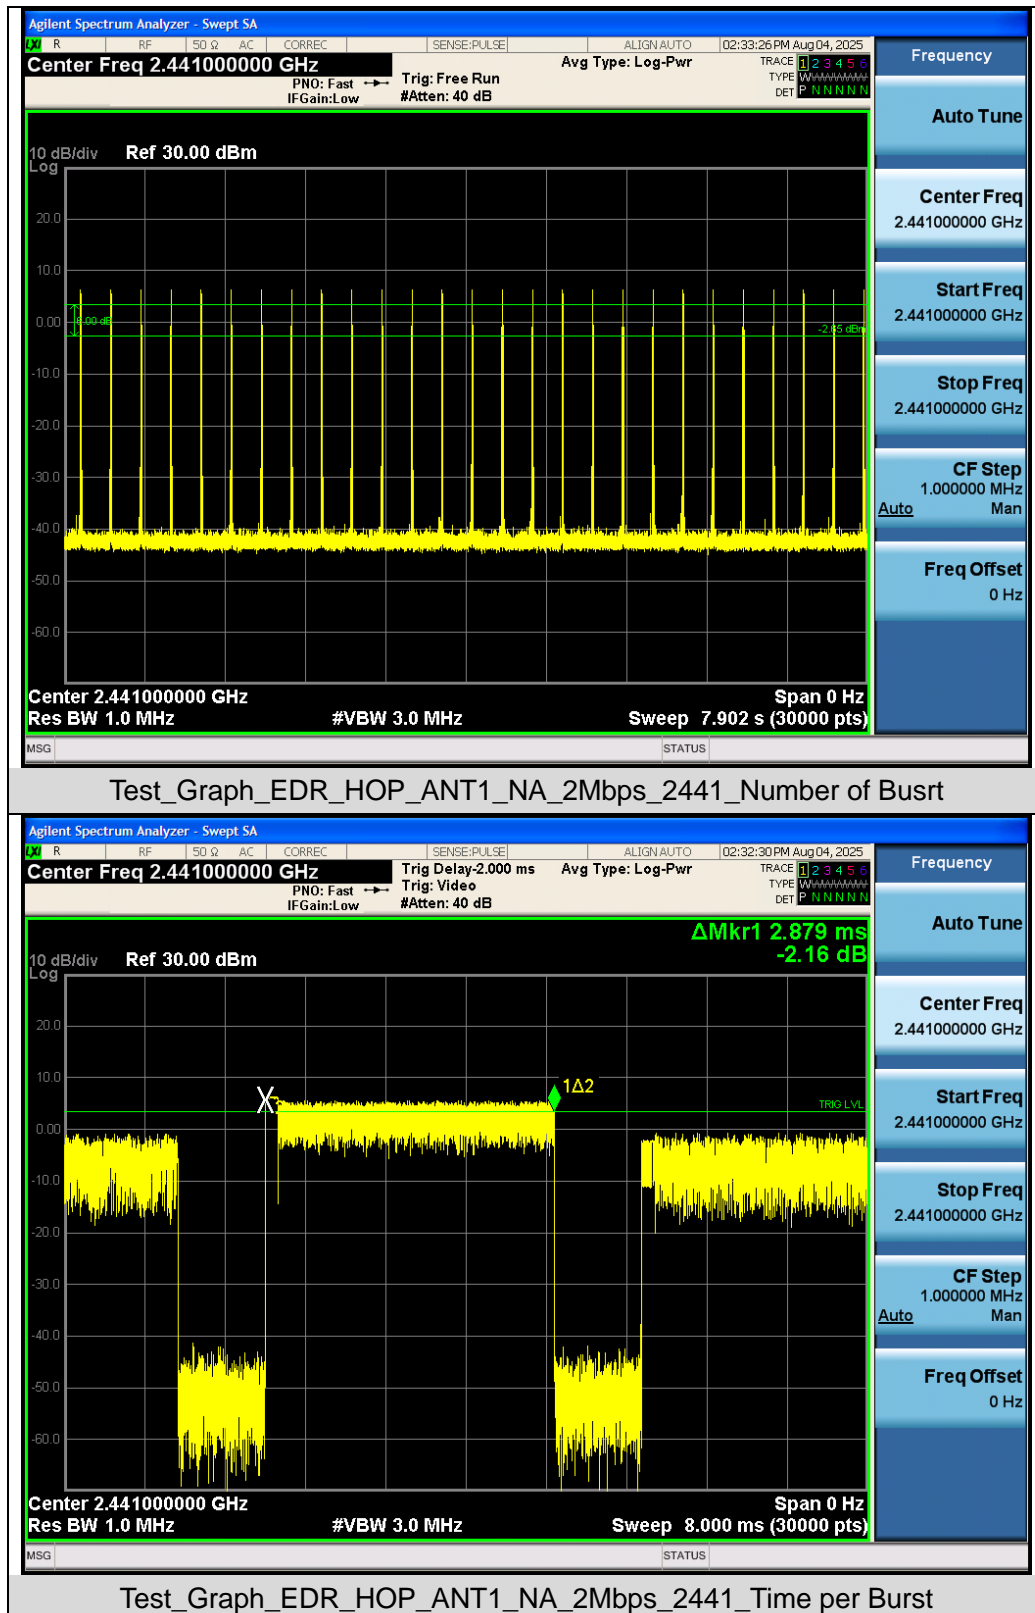 Agilent Spectrum Analyzer - Swept SA
LXI R RF 50 Ω AC CORREC SENSE:PULSE ALIGN AUTO 02:33:26 PM Aug 04, 2025
Center Freq 2.441000000 GHz Avg Type: Log-Pwr TRACE 1 2 3 4 5 6
PNO: Fast Trig: Free Run TYPE
IFGain:Low #Atten: 40 dB DET P N N N N N
Frequency
Auto Tune
Center Freq
2.441000000 GHz
Start Freq
2.441000000 GHz
Stop Freq
2.441000000 GHz
CF Step
1.000000 MHz
Auto Man
Freq Offset
0 Hz
10 dB/div Ref 30.00 dBm
Log
20.0
10.0
0.00
-10.0
-20.0
-30.0
-40.0
-50.0
-60.0
-2.65 dBm
Center 2.441000000 GHz Span 0 Hz
Res BW 1.0 MHz #VBW 3.0 MHz Sweep 7.902 s (30000 pts)
MSG STATUS
Test_Graph_EDR_HOP_ANT1_NA_2Mbps_2441_Number of Busrt
Agilent Spectrum Analyzer - Swept SA
LXI R RF 50 Ω AC CORREC SENSE:PULSE ALIGN AUTO 02:32:30 PM Aug 04, 2025
Center Freq 2.441000000 GHz Trig Delay-2.000 ms Avg Type: Log-Pwr TRACE 1 2 3 4 5 6
PNO: Fast Trig: Video TYPE
IFGain:Low #Atten: 40 dB DET P N N N N N
Frequency
Auto Tune
Center Freq
2.441000000 GHz
Start Freq
2.441000000 GHz
Stop Freq
2.441000000 GHz
CF Step
1.000000 MHz
Auto Man
Freq Offset
0 Hz
ΔMkr1 2.879 ms
-2.16 dB
10 dB/div Ref 30.00 dBm
Log
20.0
10.0
0.00
-10.0
-20.0
-30.0
-40.0
-50.0
-60.0
1Δ2
TRIG LVL
Center 2.441000000 GHz Span 0 Hz
Res BW 1.0 MHz #VBW 3.0 MHz Sweep 8.000 ms (30000 pts)
MSG STATUS
Test_Graph_EDR_HOP_ANT1_NA_2Mbps_2441_Time per Burst